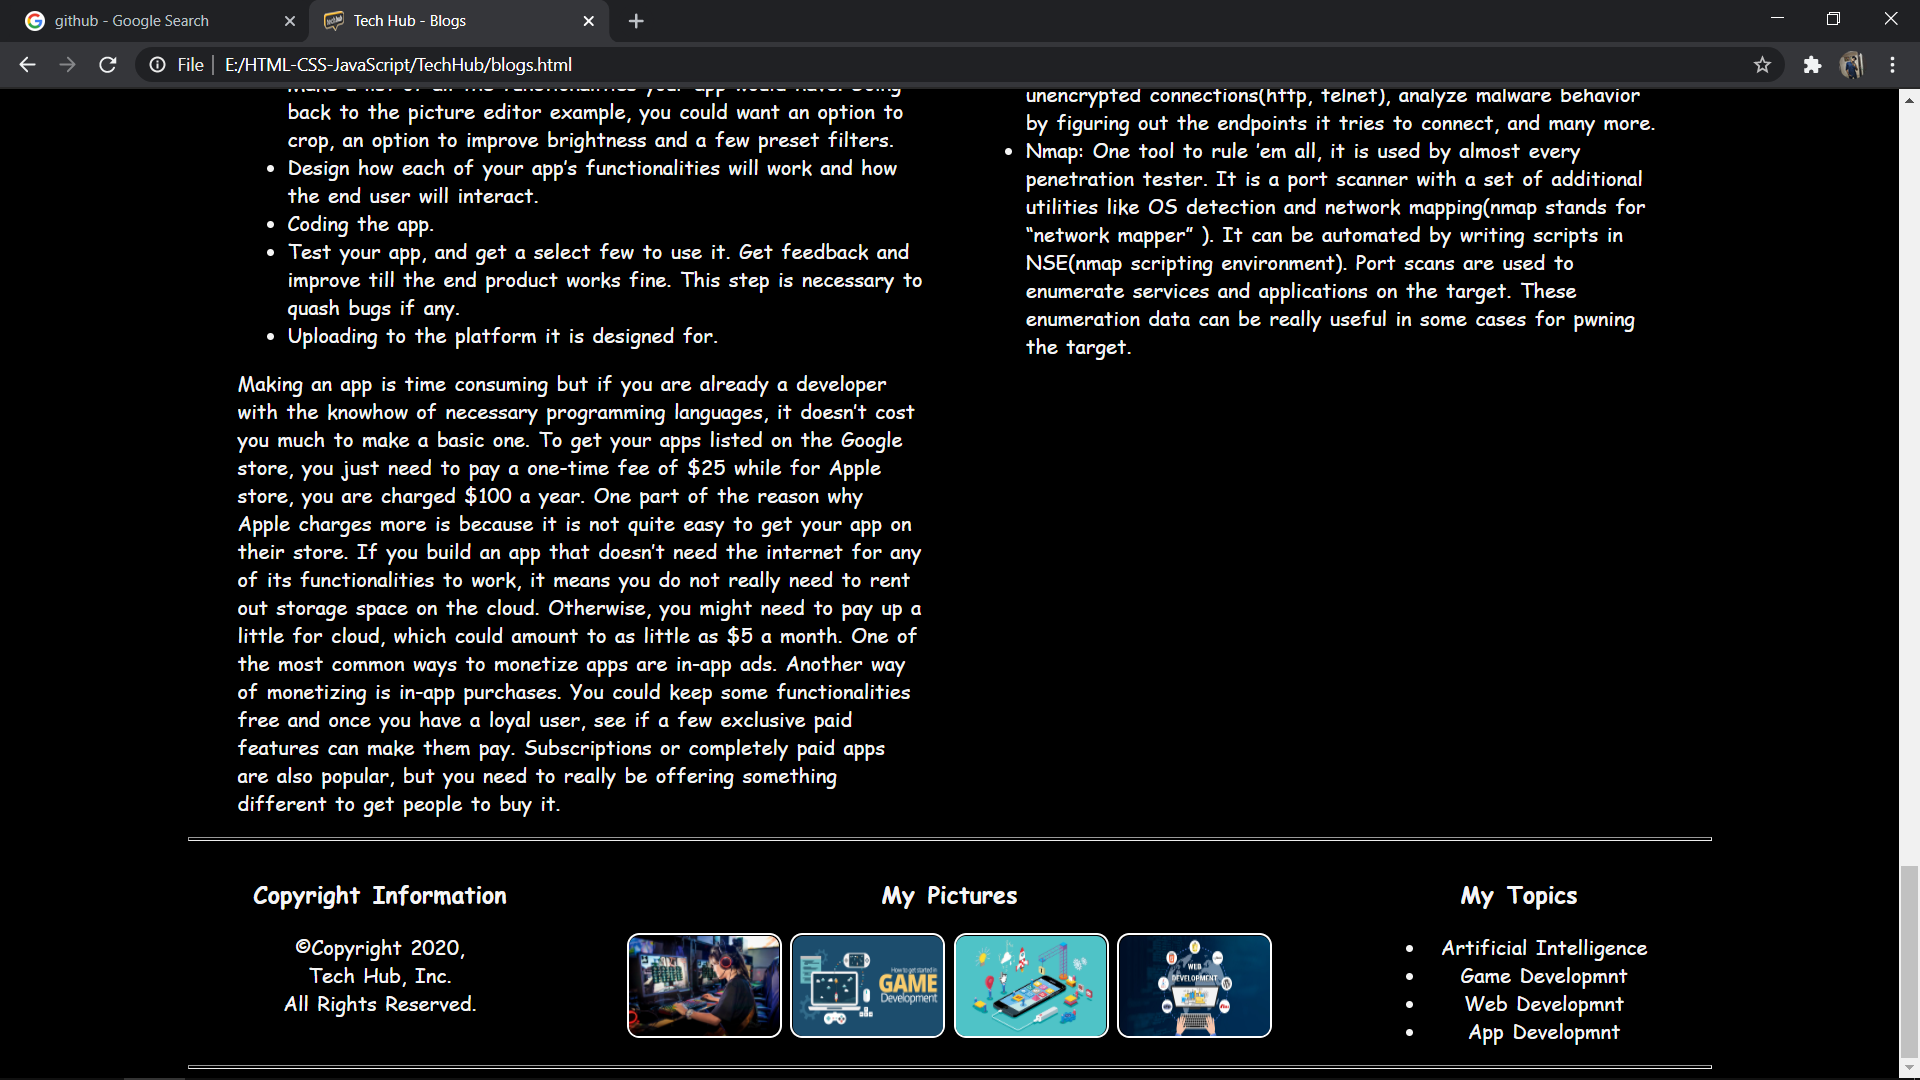 github - Google Search
Tech Hub - Blogs
File
E:/HTML-CSS-JavaScript/TechHub/blogs.html
Make a list of all the functionalities your app would have. Going
back to the picture editor example, you could want an option to
crop, an option to improve brightness and a few preset filters.
Design how each of your app's functionalities will work and how
the end user will interact.
Coding the app.
Test your app, and get a select few to use it. Get feedback and
improve till the end product works fine. This step is necessary to
quash bugs if any.
Uploading to the platform it is designed for.
Making an app is time consuming but if you are already a developer
with the knowhow of necessary programming languages, it doesn't cost
you much to make a basic one. To get your apps listed on the Google
store, you just need to pay a one-time fee of $25 while for Apple
store, you are charged $100 a year. One part of the reason why
Apple charges more is because it is not quite easy to get your app on
their store. If you build an app that doesn't need the internet for any
of its functionalities to work, it means you do not really need to rent
out storage space on the cloud. Otherwise, you might need to pay up a
little for cloud, which could amount to as little as $5 a month. One of
the most common ways to monetize apps are in-app ads. Another way
of monetizing is in-app purchases. You could keep some functionalities
free and once you have a loyal user, see if a few exclusive paid
features can make them pay. Subscriptions or completely paid apps
are also popular, but you need to really be offering something
different to get people to buy it.
unencrypted connections(http, telnet), analyze malware behavior
by figuring out the endpoints it tries to connect, and many more.
Nmap: One tool to rule 'em all, it is used by almost every
penetration tester. It is a port scanner with a set of additional
utilities like OS detection and network mapping(nmap stands for
“network mapper” ). It can be automated by writing scripts in
NSE(nmap scripting environment). Port scans are used to
enumerate services and applications on the target. These
enumeration data can be really useful in some cases for pwning
the target.
Copyright Information
©Copyright 2020,
Tech Hub, Inc.
All Rights Reserved.
My Pictures
How to get started in
GAME
Development
WEB
DEVELOPMENT
My Topics
Artificial Intelligence
Game Developmnt
Web Developmnt
App Developmnt